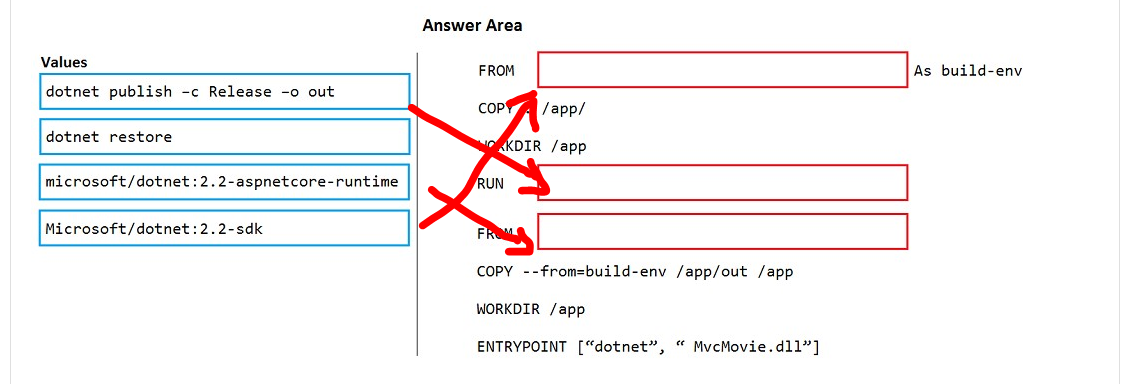 Answer Area
Values
dotnet publish –c Release –o out
dotnet restore
microsoft/dotnet:2.2-aspnetcore-runtime
Microsoft/dotnet:2.2-sdk
FROM As build-env
COPY . /app/
WORKDIR /app
RUN
FROM
COPY --from=build-env /app/out /app
WORKDIR /app
ENTRYPOINT [“dotnet”, “ MvcMovie.dll”]